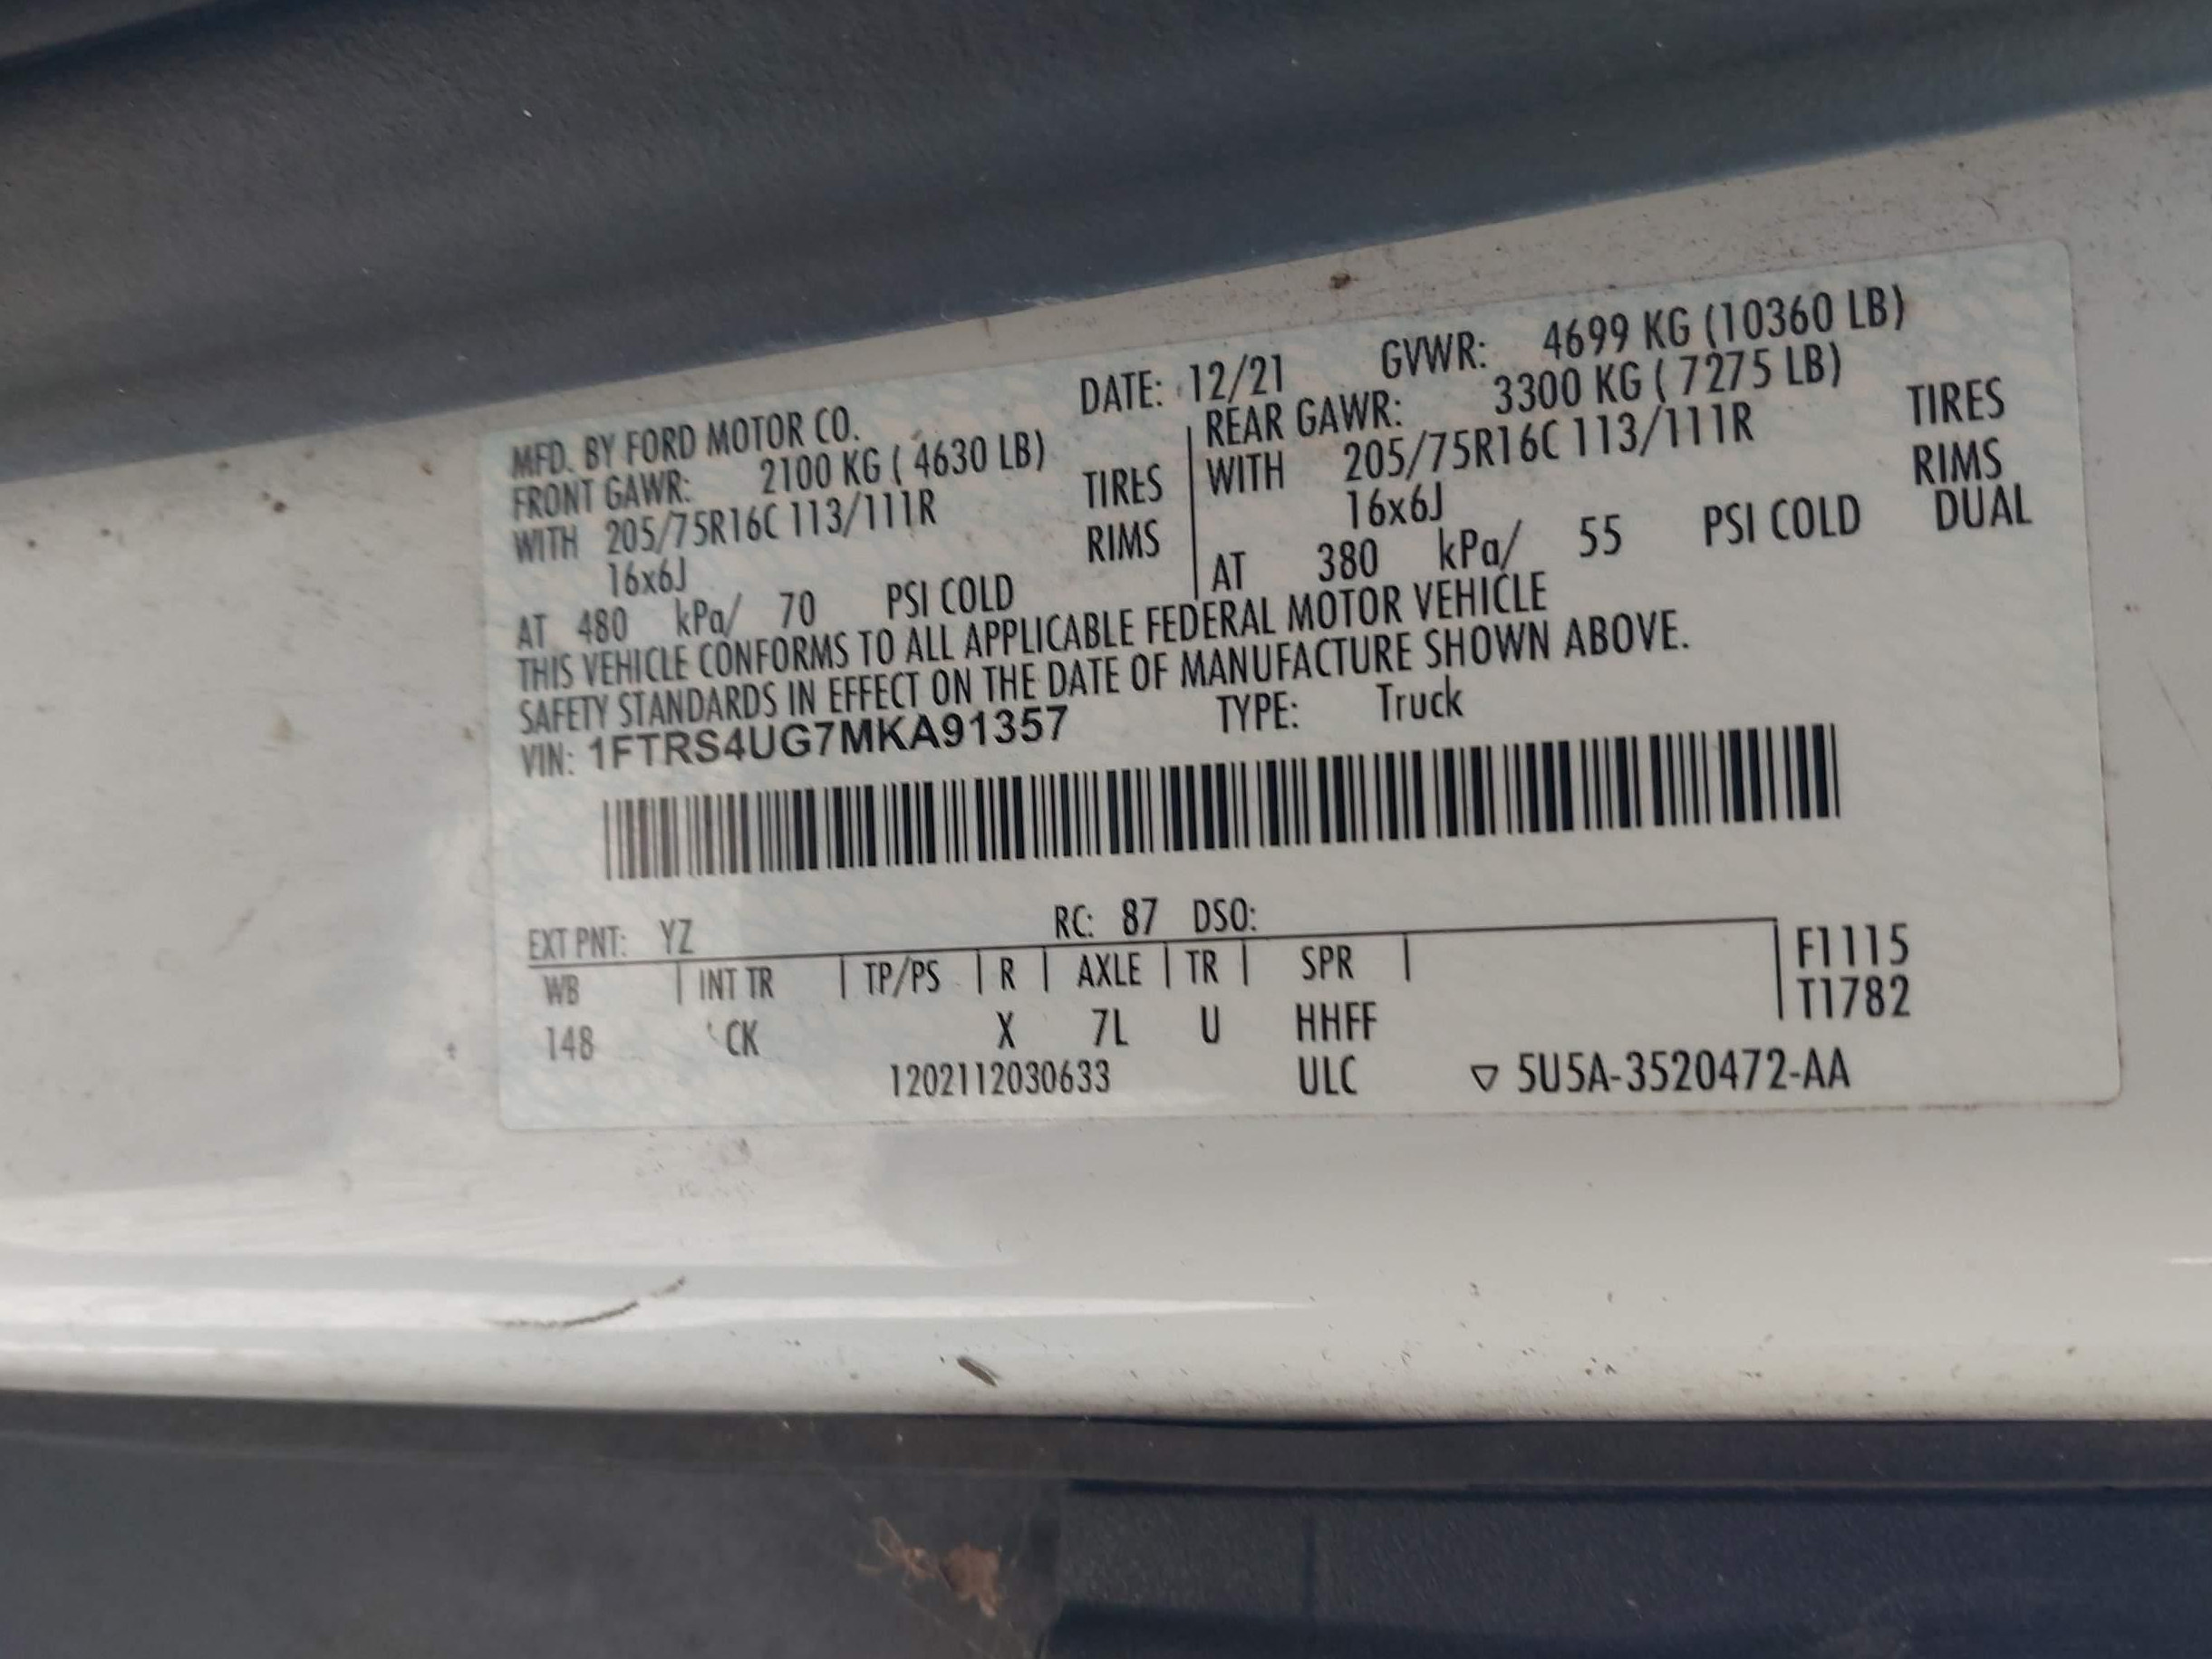 MFD. BY FORD MOTOR CO. DATE: 12/21 GVWR: 4699 KG (10360 LB)
FRONT GAWR: 2100 KG ( 4630 LB) REAR GAWR: 3300 KG ( 7275 LB)
WITH 205/75R16C 113/111R TIRES WITH 205/75R16C 113/111R TIRES
16x6J RIMS 16x6J RIMS
AT 480 kPa/ 70 PSI COLD AT 380 kPa/ 55 PSI COLD DUAL
THIS VEHICLE CONFORMS TO ALL APPLICABLE FEDERAL MOTOR VEHICLE
SAFETY STANDARDS IN EFFECT ON THE DATE OF MANUFACTURE SHOWN ABOVE.
VIN: 1FTRS4UG7MKA91357 TYPE: Truck
EXT PNT: YZ RC: 87 DSO:
WB | INT TR | TP/PS | R | AXLE | TR | SPR | F1115
148 CK X 7L U HHFF T1782
1202112030633 ULC ▽ 5U5A-3520472-AA